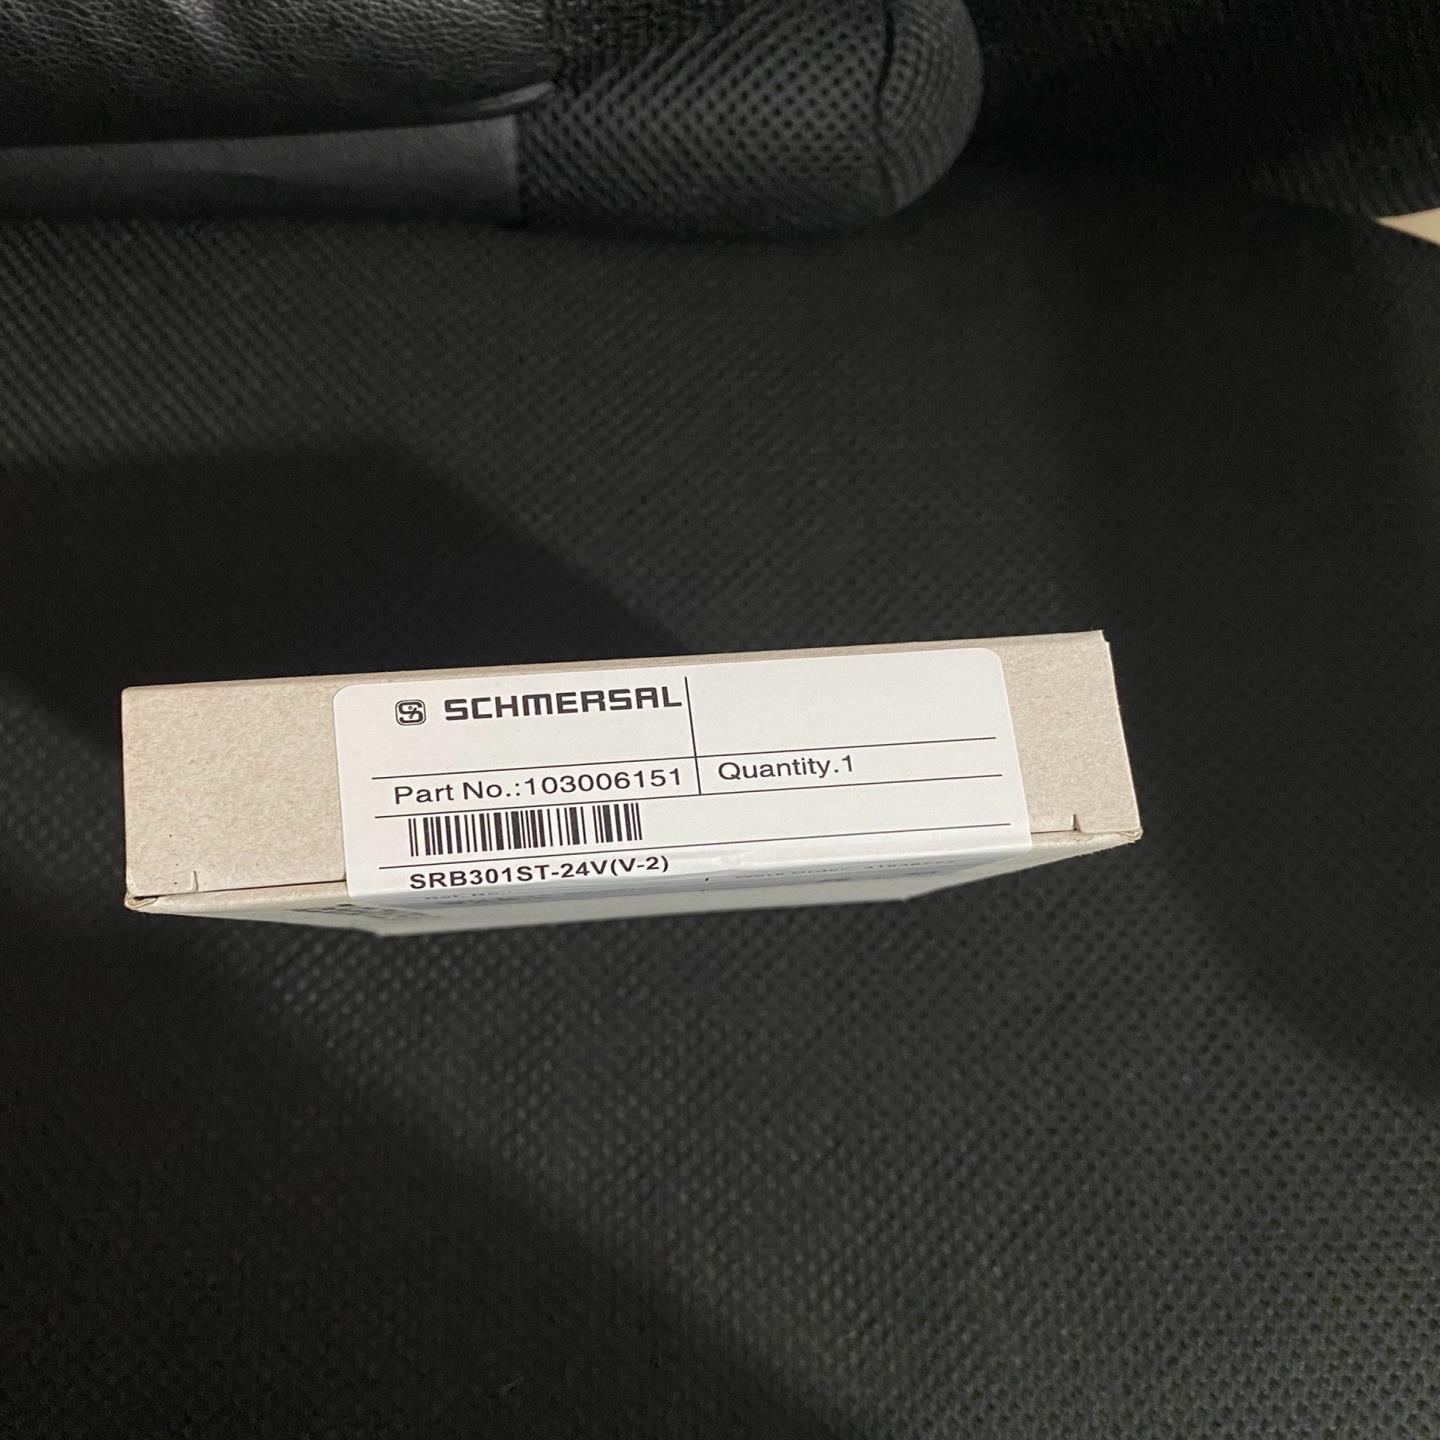 SCHMERSAL
Part No.:103006151
Quantity.1
SRB301ST-24V(V-2)